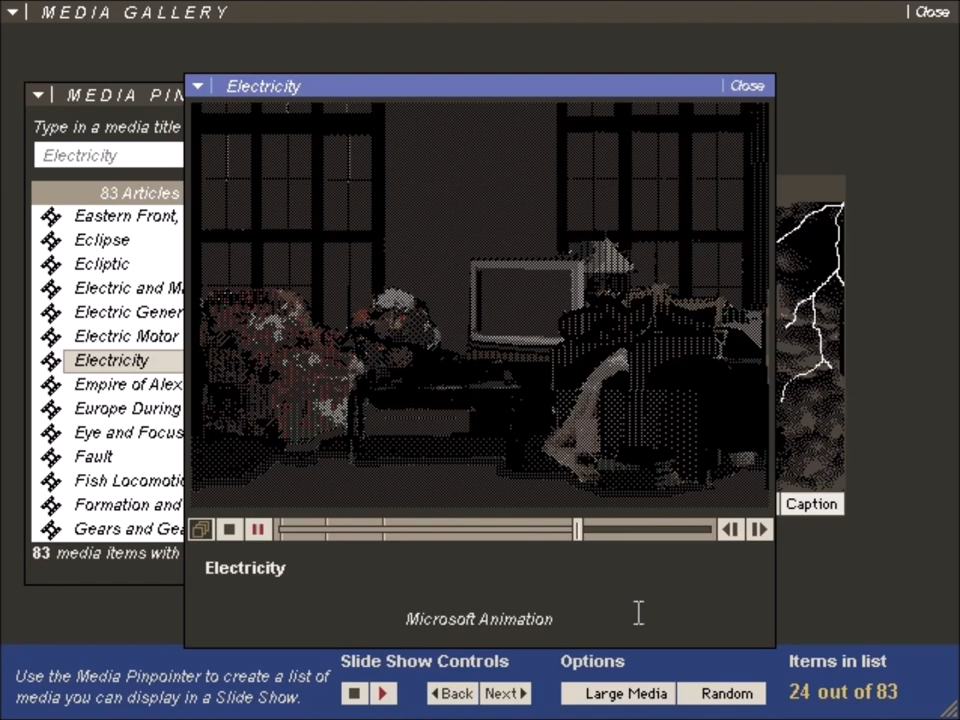 MEDIA GALLERY
Close
Electricity
Close
MEDIA PIN
Type in a media title
Electricity
83 Articles
Eastern Front,
Eclipse
Ecliptic
Electric and M
Electric Gener
Electric Motor
Electricity
Empire of Alex
Europe During
Eye and Focus
Fault
Fish Locomotio
Formation and
Gears and Gea
83 media items with
Caption
Electricity
Microsoft Animation
Use the Media Pinpointer to create a list of
media you can display in a Slide Show.
Slide Show Controls
Back Next
Options
Large Media Random
Items in list
24 out of 83